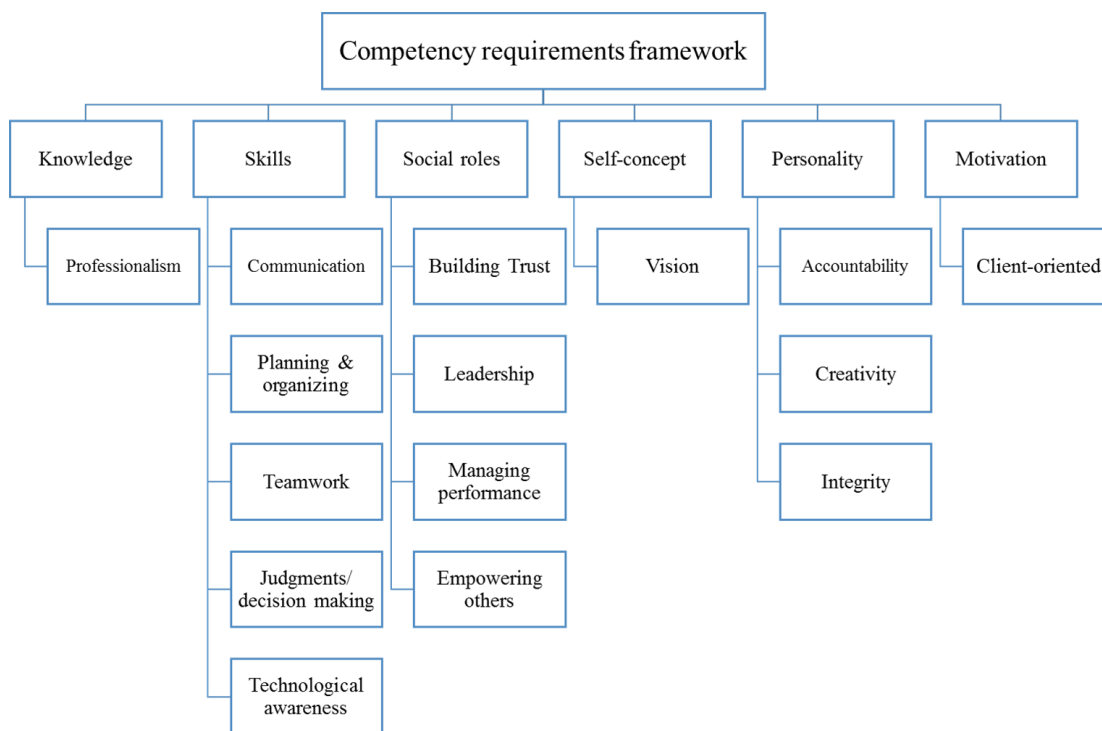 Competency requirements framework
Knowledge
Skills
Social roles
Self-concept
Personality
Motivation
Professionalism
Communication
Building Trust
Vision
Accountability
Client-oriented
Planning &
organizing
Leadership
Creativity
Teamwork
Managing
performance
Integrity
Judgments/
decision making
Empowering
others
Technological
awareness